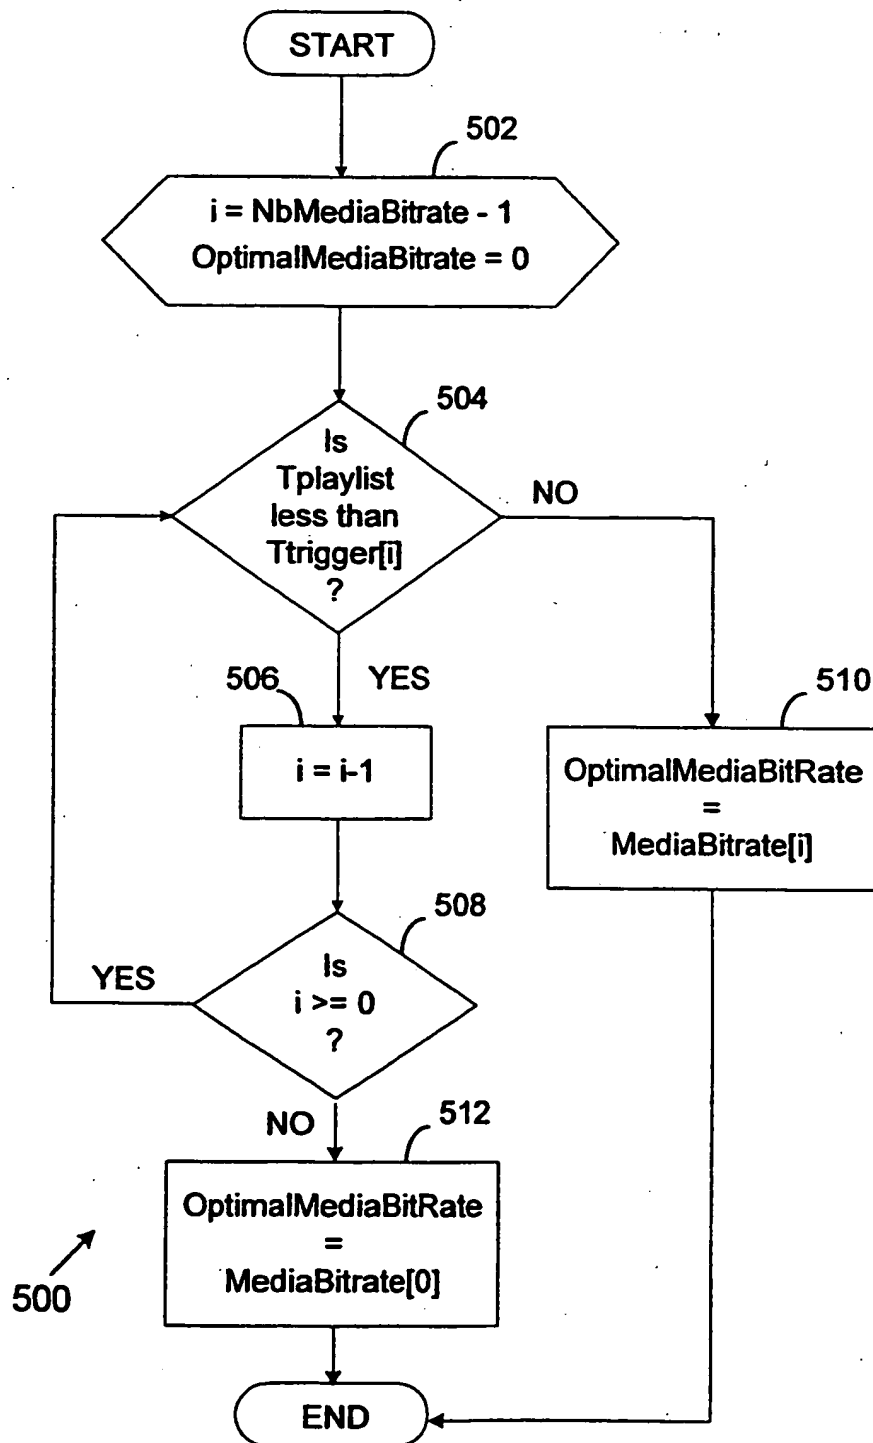 START
502
i = NbMediaBitrate - 1
OptimalMediaBitrate = 0
504
Is
Tplaylist
less than
Ttrigger[i]
?
NO
YES
506
i = i-1
510
OptimalMediaBitRate
=
MediaBitrate[i]
508
Is
i >= 0
?
YES
NO
512
OptimalMediaBitRate
=
MediaBitrate[0]
500
END